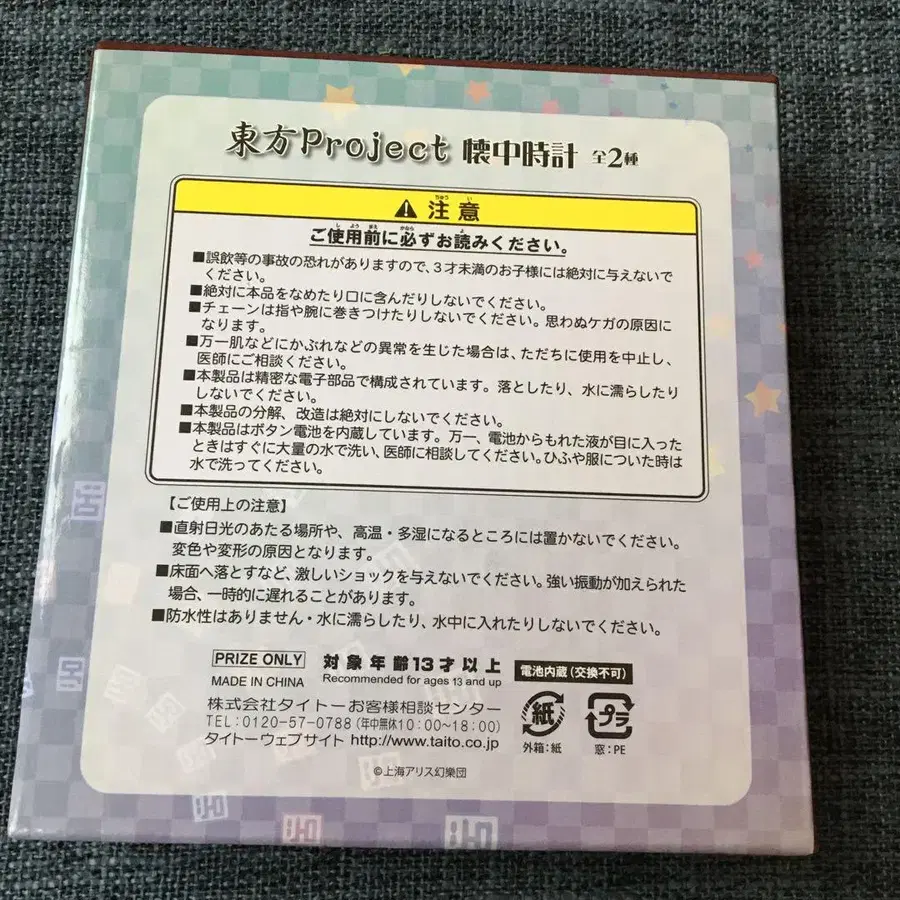 東方Project 懐中時計 全2種
注意
ご使用前に必ずお読みください。
■誤飲等の事故の恐れがありますので、3才未満のお子様には絶対に与えないで
ください。
■絶対に本品をなめたり口に含んだりしないでください。
■チェーンは指や腕に巻きつけたりしないでください。思わぬケガの原因に
なります。
■万一肌などにかぶれなどの異常を生じた場合は、ただちに使用を中止し、
医師にご相談ください。
■本製品は精密な電子部品で構成されています。落としたり、水に濡らしたり
しないでください。
■本製品の分解、改造は絶対にしないでください。
■本製品はボタン電池を内蔵しています。万一、電池からもれた液が目に入った
ときはすぐに大量の水で洗い、医師に相談してください。ひふや服についた時は
水で洗ってください。
【ご使用上の注意】
■直射日光のあたる場所や、高温・多湿になるところには置かないでください。
変色や変形の原因となります。
■床面へ落とすなど、激しいショックを与えないでください。強い振動が加えられた
場合、一時的に遅れることがあります。
■防水性はありません・水に濡らしたり、水中に入れたりしないでください。
PRIZE ONLY 対象年齢13才以上 電池内蔵(交換不可)
MADE IN CHINA Recommended for ages 13 and up
株式会社タイトーお客様相談センター
TEL:0120-57-0788(年中無休10:00~18:00)
タイトーウェブサイト http://www.taito.co.jp
紙 プラ
外箱:紙 窓:PE
©上海アリス幻樂団